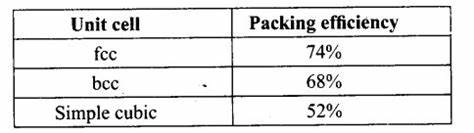 Unit cell Packing efficiency
fcc 74%
bcc 68%
Simple cubic 52%